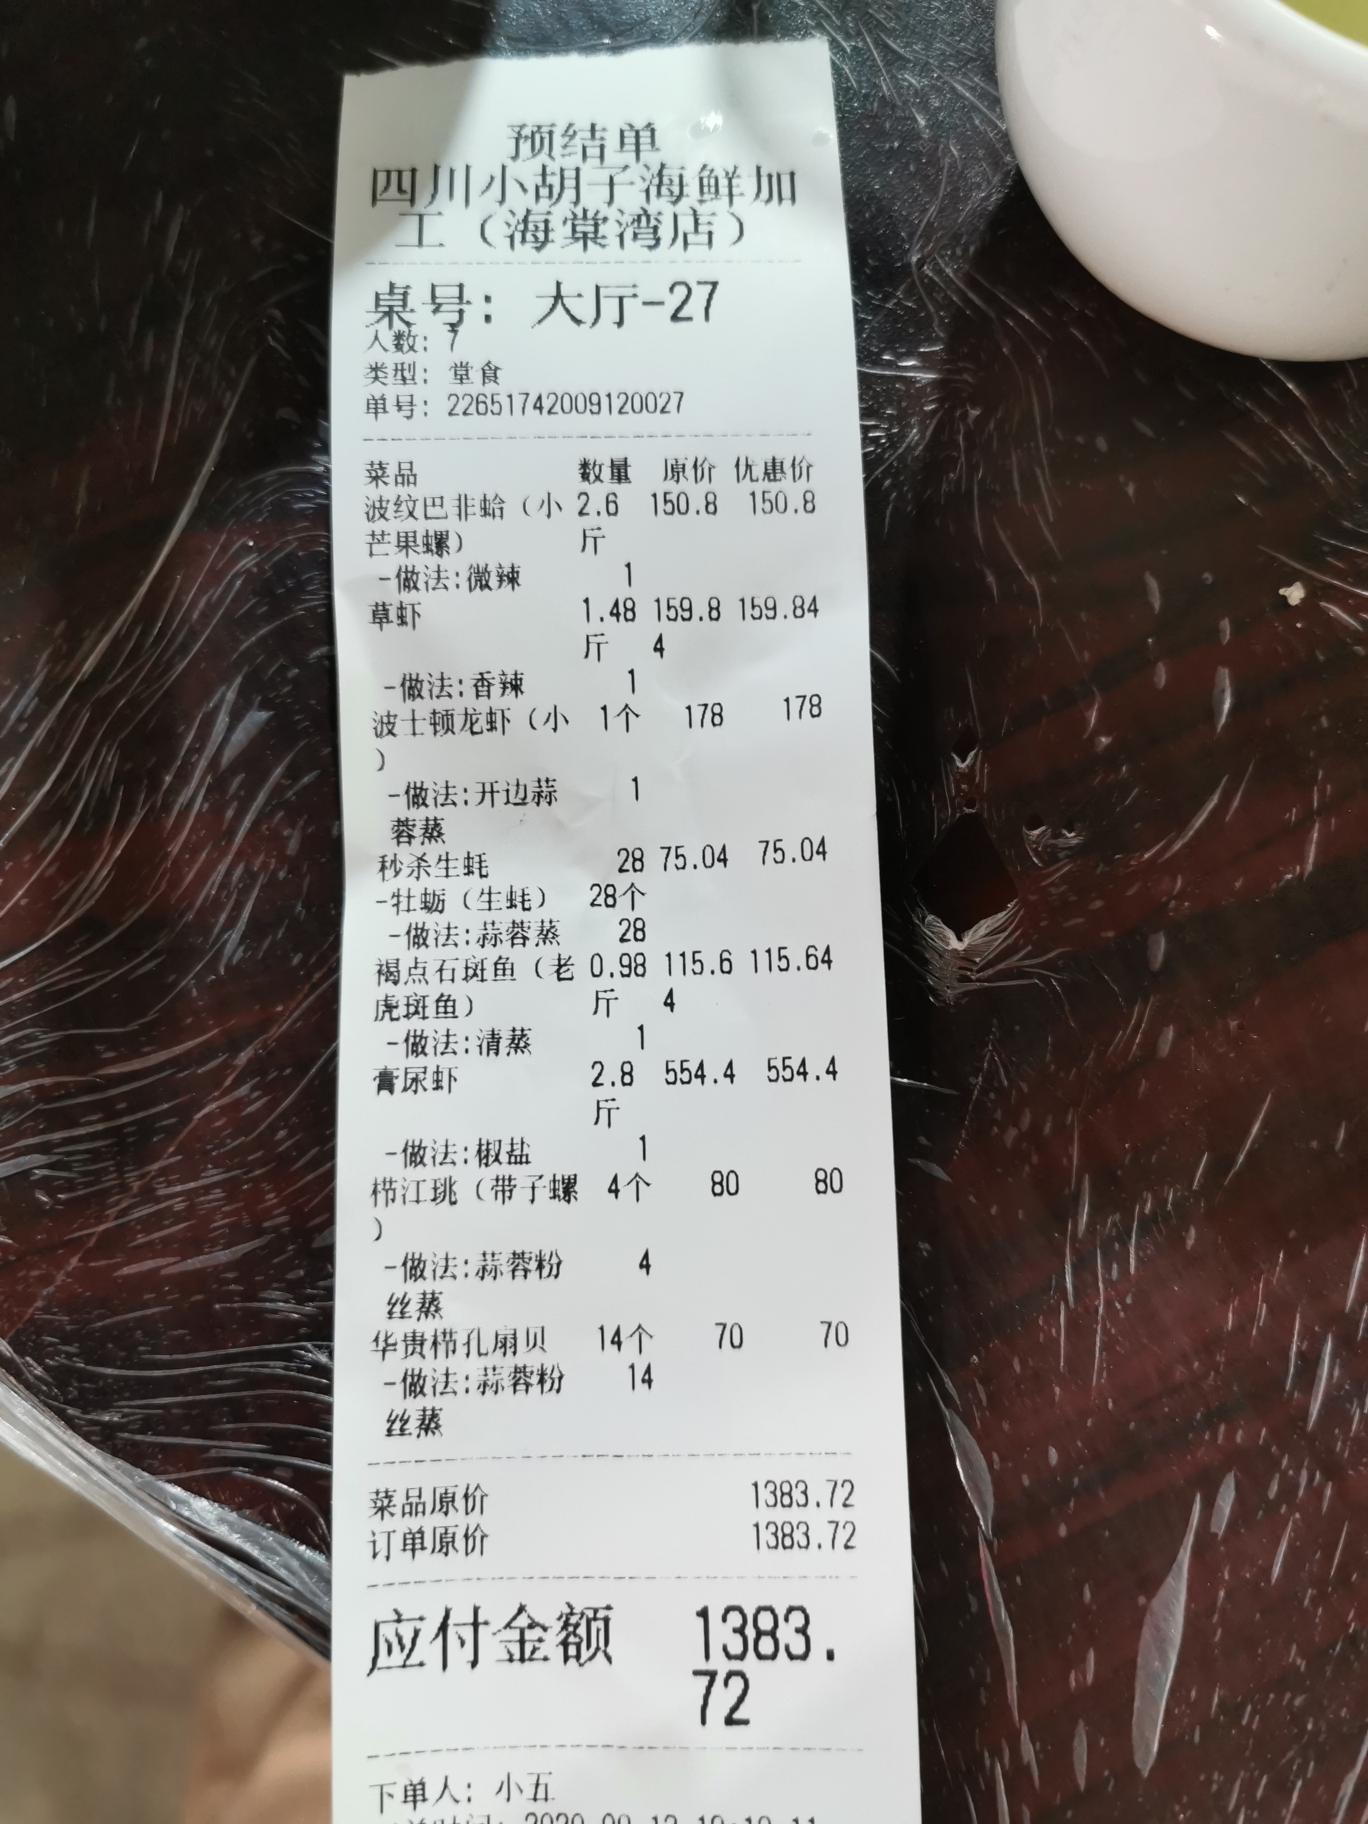 预结单
四川小胡子海鲜加
工（海棠湾店）
桌号: 大厅-27
人数: 7
类型: 堂食
单号: 226517742009120027
菜品 数量 原价 优惠价
波纹巴非蛤（小 2.6 150.8 150.8
芒果螺） 斤
-做法:微辣 1
草虾 1.48 159.8 159.84
斤 4
-做法:香辣 1
波士顿龙虾（小 1个 178 178
）
-做法:开边蒜 1
蓉蒸
秒杀生蚝 28 75.04 75.04
-牡蛎（生蚝） 28个
-做法:蒜蓉蒸 28
褐点石斑鱼（老 0.98 115.6 115.64
虎斑鱼） 斤 4
-做法:清蒸 1
膏尿虾 2.8 554.4 554.4
斤
-做法:椒盐 1
栉江珧（带子螺 4个 80 80
）
-做法:蒜蓉粉 4
丝蒸
华贵栉孔扇贝 14个 70 70
-做法:蒜蓉粉 14
丝蒸
菜品原价 1383.72
订单原价 1383.72
应付金额 1383.
72
下单人: 小五